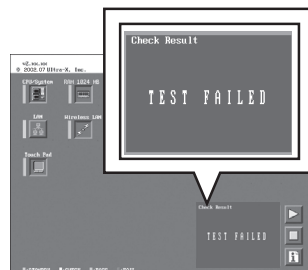 Check Result
TEST FAILED
v2.xx.xx
© 2002.07 Ultra-X, Inc.
CPU/System RAM 1024 MB
LAN Wireless LAN
Touch Pad
Check Result
TEST FAILED